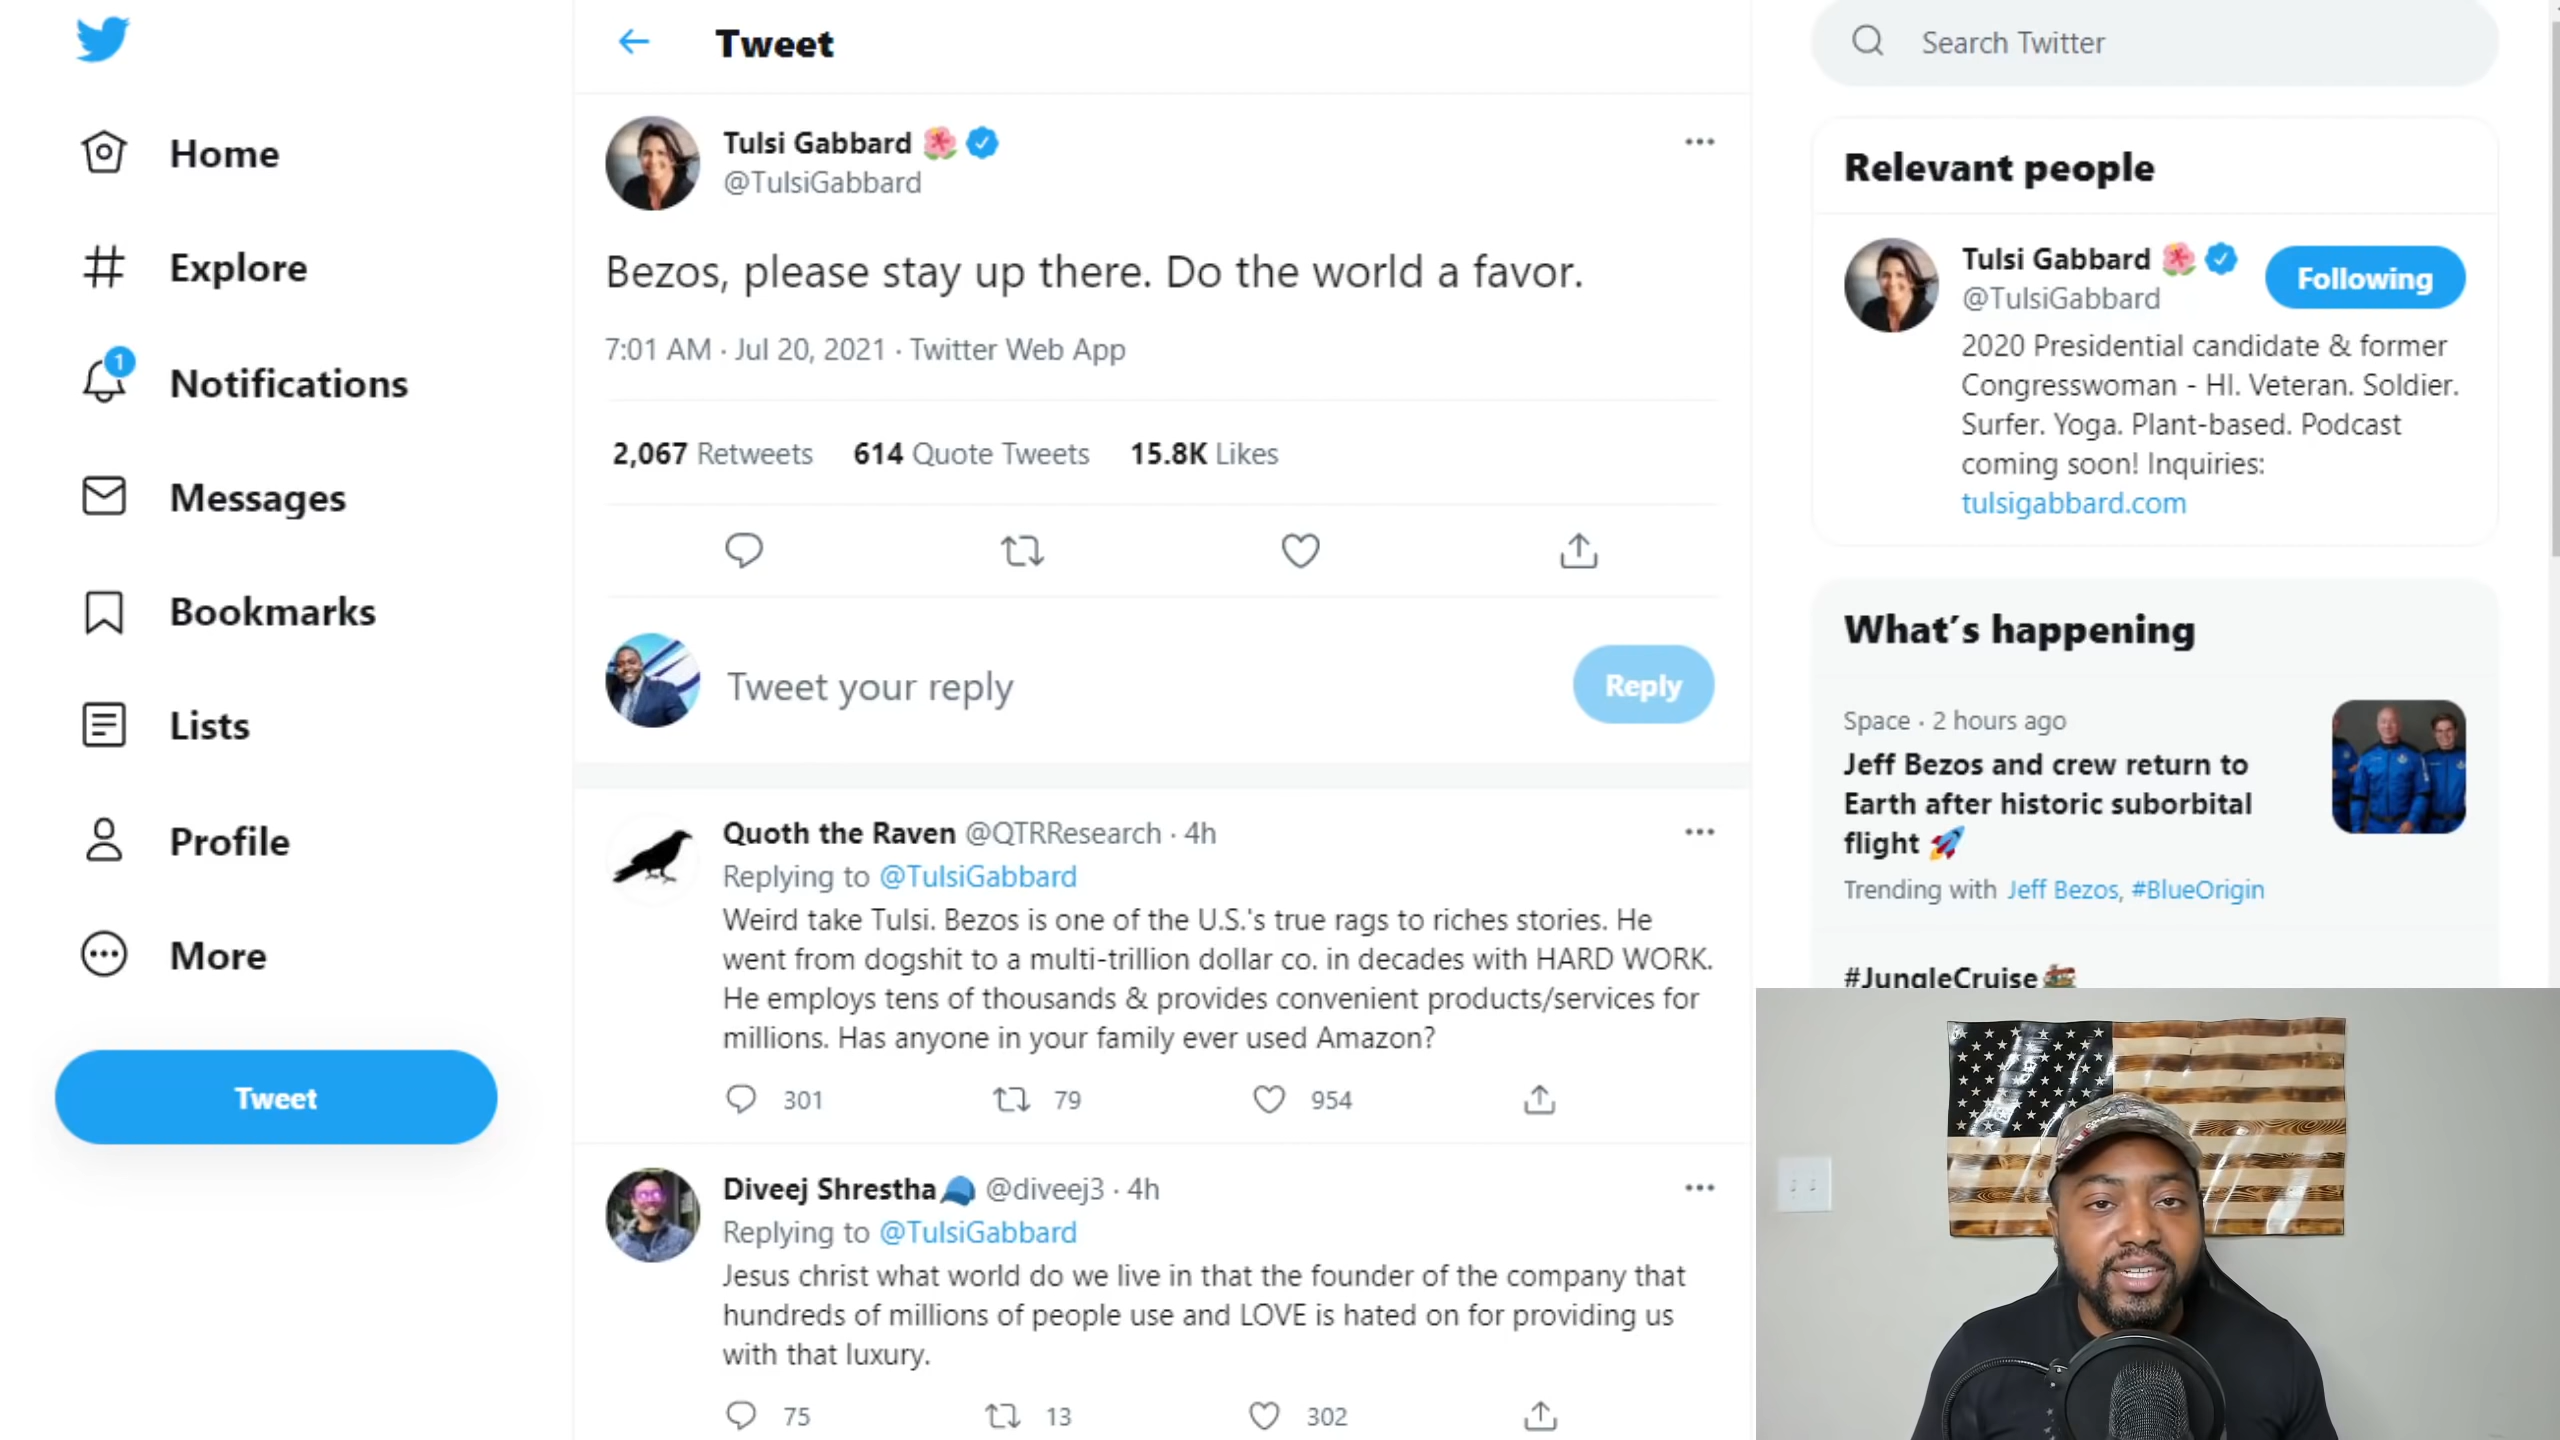 Home
Explore
1
Notifications
Messages
Bookmarks
Lists
Profile
More
Tweet
Tweet
Tulsi Gabbard 🌺
@TulsiGabbard
Bezos, please stay up there. Do the world a favor.
7:01 AM · Jul 20, 2021 · Twitter Web App
2,067 Retweets 614 Quote Tweets 15.8K Likes
Tweet your reply
Reply
Quoth the Raven @QTRResearch · 4h
Replying to @TulsiGabbard
Weird take Tulsi. Bezos is one of the U.S.'s true rags to riches stories. He
went from dogshit to a multi-trillion dollar co. in decades with HARD WORK.
He employs tens of thousands & provides convenient products/services for
millions. Has anyone in your family ever used Amazon?
301 79 954
Diveej Shrestha🧢 @diveej3 · 4h
Replying to @TulsiGabbard
Jesus christ what world do we live in that the founder of the company that
hundreds of millions of people use and LOVE is hated on for providing us
with that luxury.
75 13 302
Search Twitter
Relevant people
Tulsi Gabbard 🌺
@TulsiGabbard
Following
2020 Presidential candidate & former
Congresswoman - HI. Veteran. Soldier.
Surfer. Yoga. Plant-based. Podcast
coming soon! Inquiries:
tulsigabbard.com
What's happening
Space · 2 hours ago
Jeff Bezos and crew return to
Earth after historic suborbital
flight 🚀
Trending with Jeff Bezos, #BlueOrigin
#JungleCruise